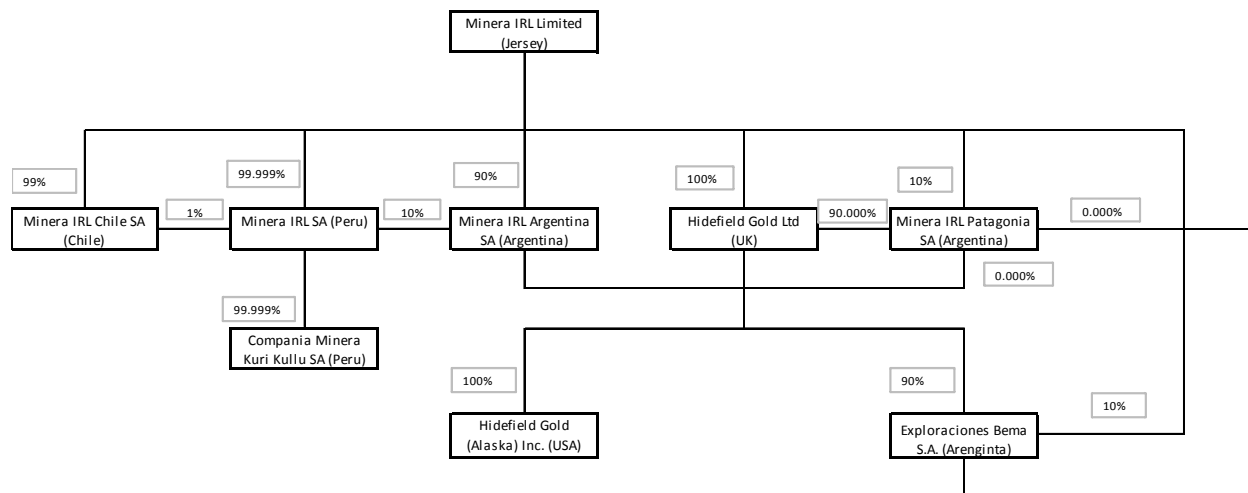 Minera IRL Limited
(Jersey)
99%
99.999%
90%
100%
10%
Minera IRL Chile SA
(Chile)
1%
Minera IRL SA (Peru)
10%
Minera IRL Argentina
SA (Argentina)
Hidefield Gold Ltd
(UK)
90.000%
Minera IRL Patagonia
SA (Argentina)
0.000%
0.000%
99.999%
Compania Minera
Kuri Kullu SA (Peru)
100%
90%
10%
Hidefield Gold
(Alaska) Inc. (USA)
Exploraciones Bema
S.A. (Arenginta)